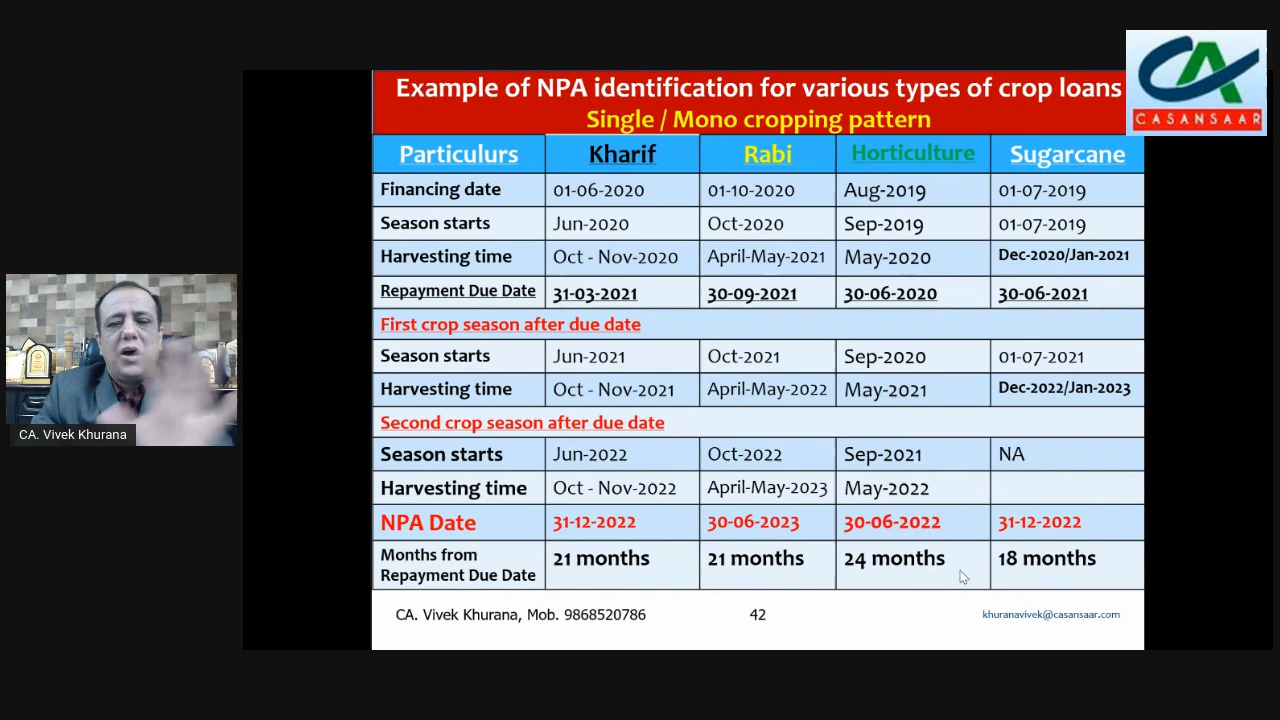 CA
CASANSAAR
Example of NPA identification for various types of crop loans
Single / Mono cropping pattern
Particulurs Kharif Rabi Horticulture Sugarcane
Financing date 01-06-2020 01-10-2020 Aug-2019 01-07-2019
Season starts Jun-2020 Oct-2020 Sep-2019 01-07-2019
Harvesting time Oct - Nov-2020 April-May-2021 May-2020 Dec-2020/Jan-2021
Repayment Due Date 31-03-2021 30-09-2021 30-06-2020 30-06-2021
First crop season after due date
Season starts Jun-2021 Oct-2021 Sep-2020 01-07-2021
Harvesting time Oct - Nov-2021 April-May-2022 May-2021 Dec-2022/Jan-2023
Second crop season after due date
Season starts Jun-2022 Oct-2022 Sep-2021 NA
Harvesting time Oct - Nov-2022 April-May-2023 May-2022
NPA Date 31-12-2022 30-06-2023 30-06-2022 31-12-2022
Months from
Repayment Due Date 21 months 21 months 24 months 18 months
CA. Vivek Khurana, Mob. 9868520786 42 khuranavivek@casansaar.com
CA. Vivek Khurana